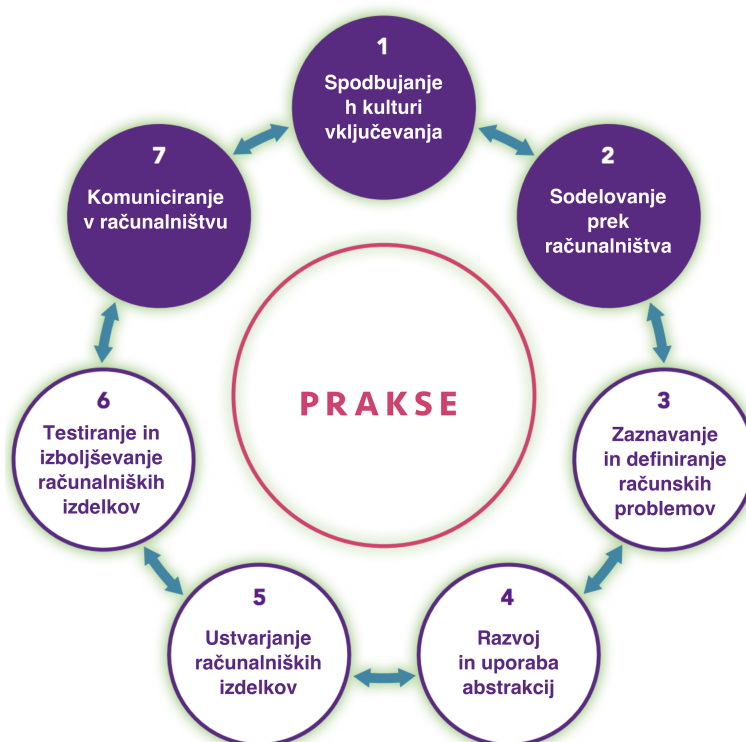 1
Spodbujanje
h kulturi
vključevanja
2
Sodelovanje
prek
računalništva
3
Zaznavanje
in definiranje
računskih
problemov
4
Razvoj
in uporaba
abstrakcij
5
Ustvarjanje
računalniških
izdelkov
6
Testiranje in
izboljševanje
računalniških
izdelkov
7
Komuniciranje
v računalništvu
PRAKSE